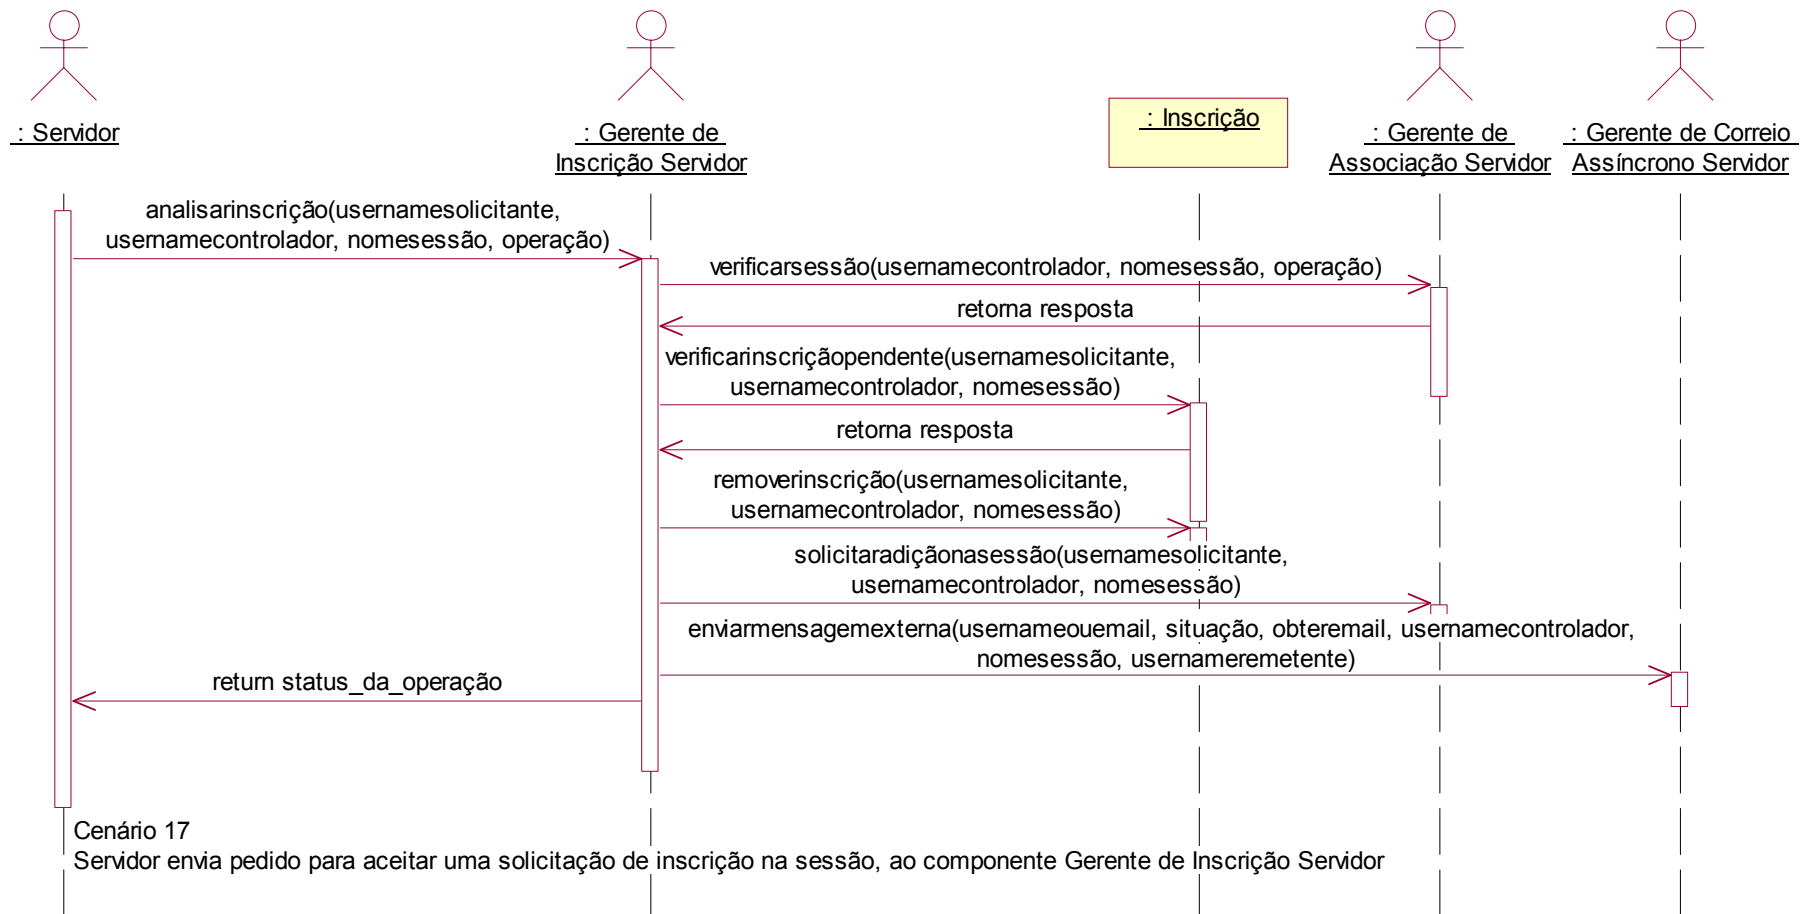 : Servidor
: Gerente de
Inscrição Servidor
: Inscrição
: Gerente de
Associação Servidor
: Gerente de Correio
Assíncrono Servidor
analisarinscrição(usernamesolicitante,
usernamecontrolador, nomesessão, operação)
verificarsessão(usernamecontrolador, nomesessão, operação)
retorna resposta
verificarinscriçãopendente(usernamesolicitante,
usernamecontrolador, nomesessão)
retorna resposta
removerinscrição(usernamesolicitante,
usernamecontrolador, nomesessão)
solicitaradiçãonasessão(usernamesolicitante,
usernamecontrolador, nomesessão)
enviarmensagemexterna(usernameouemail, situação, obteremail, usernamecontrolador,
nomesessão, usernameremetente)
return status_da_operação
Cenário 17
Servidor envia pedido para aceitar uma solicitação de inscrição na sessão, ao componente Gerente de Inscrição Servidor